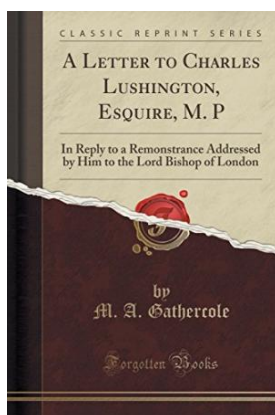 CLASSIC REPRINT SERIES
A LETTER TO CHARLES
LUSHINGTON,
ESQUIRE, M. P
IN REPLY TO A REMONSTRANCE ADDRESSED
BY HIM TO THE LORD BISHOP OF LONDON
by
M. A. Gathercole
Forgotten Books